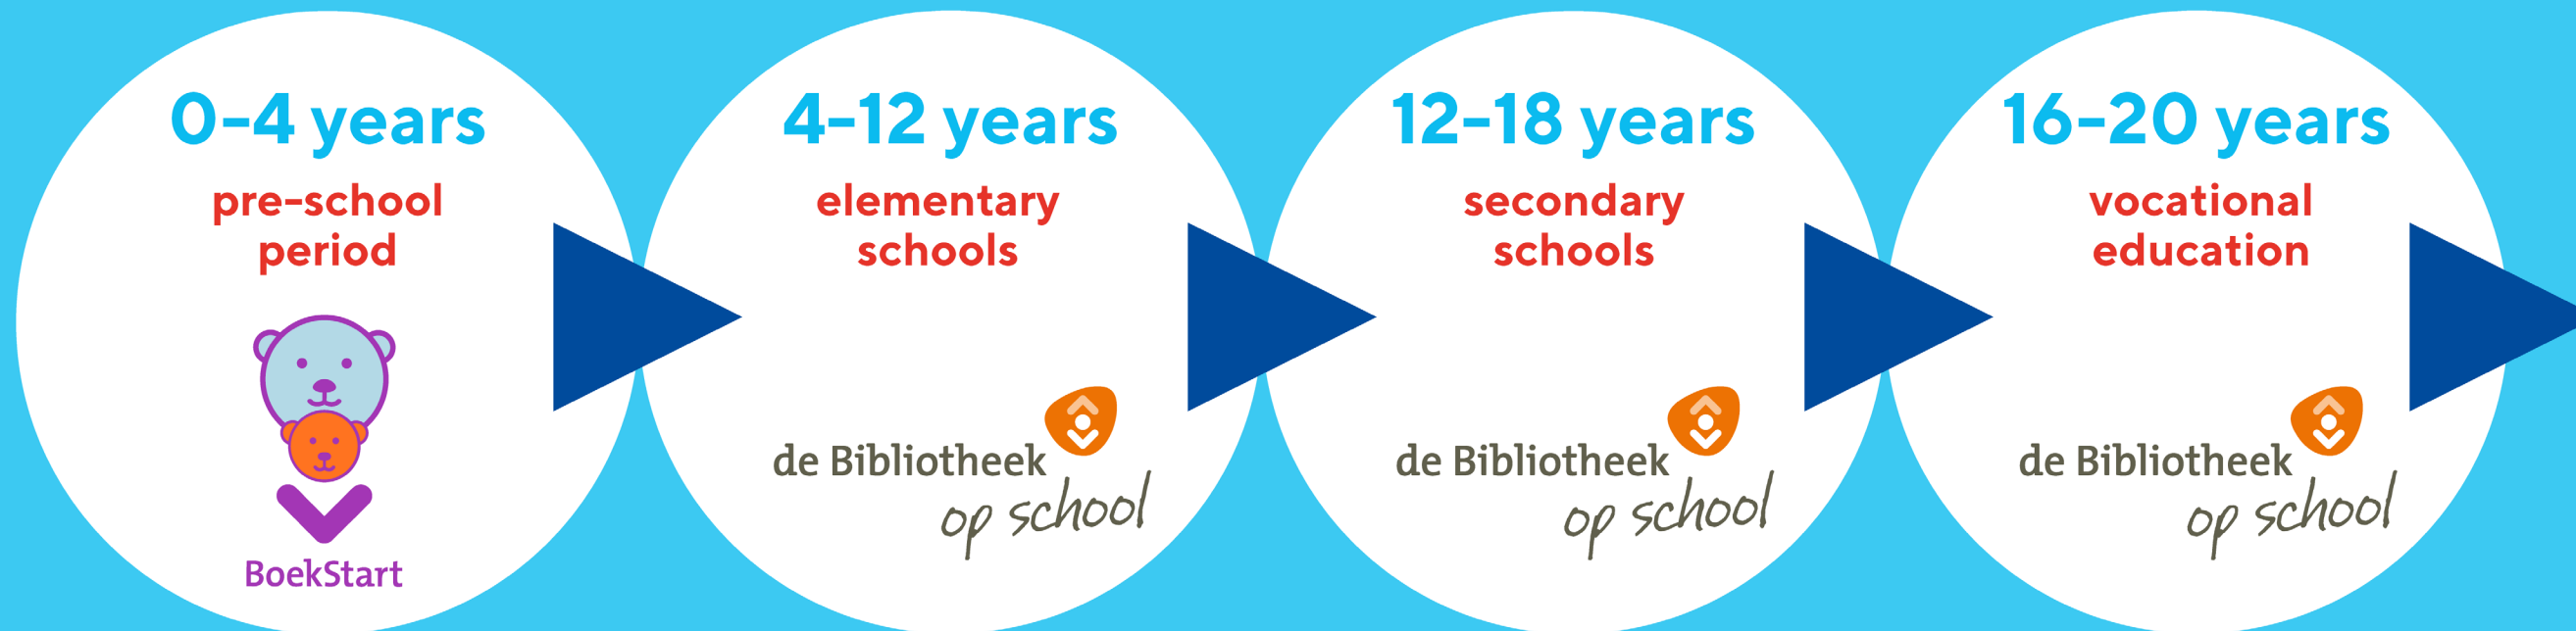 0-4 years
pre-school
period
BoekStart
4-12 years
elementary
schools
de Bibliotheek
op school
12-18 years
secondary
schools
de Bibliotheek
op school
16-20 years
vocational
education
de Bibliotheek
op school